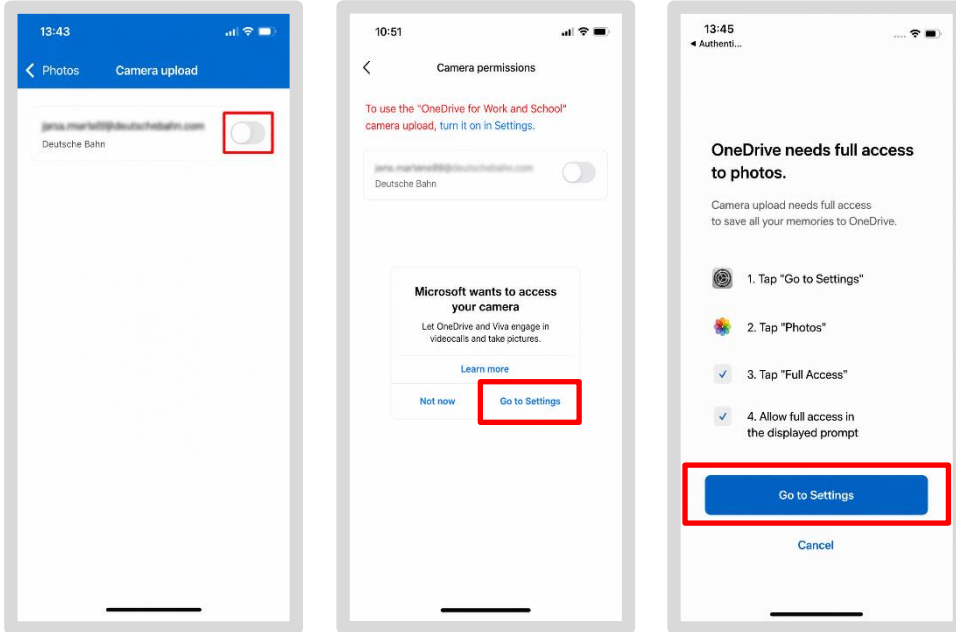 13:43
Photos
Camera upload
Deutsche Bahn
10:51
Camera permissions
To use the "OneDrive for Work and School"
camera upload, turn it on in Settings.
Deutsche Bahn
Microsoft wants to access
your camera
Let OneDrive and Viva engage in
videocalls and take pictures.
Learn more
Not now
Go to Settings
13:45
Authenti...
OneDrive needs full access
to photos.
Camera upload needs full access
to save all your memories to OneDrive.
1. Tap "Go to Settings"
2. Tap "Photos"
3. Tap "Full Access"
4. Allow full access in
the displayed prompt
Go to Settings
Cancel